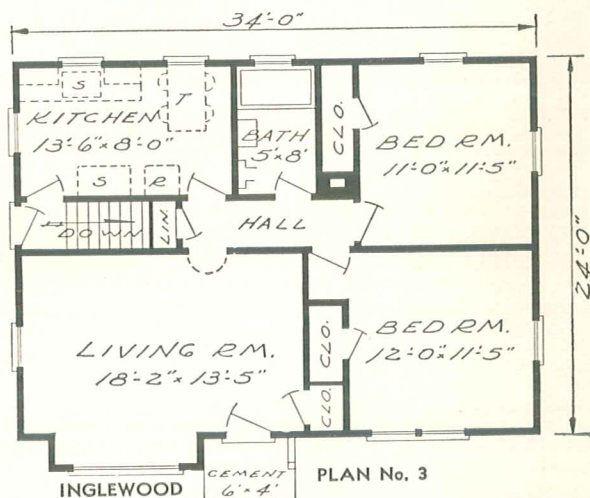 34'-0"
S
T
KITCHEN
13'-6"x8'-0"
BATH
5'x8'
CLO.
BED RM.
11'-0"x11'-5"
S
R
DOWN
LIN.
HALL
24'-0"
LIVING RM.
18'-2"x13'-5"
CLO.
BED RM.
12'-0"x11'-5"
CLO.
CEMENT
6'x4'
INGLEWOOD
PLAN No. 3